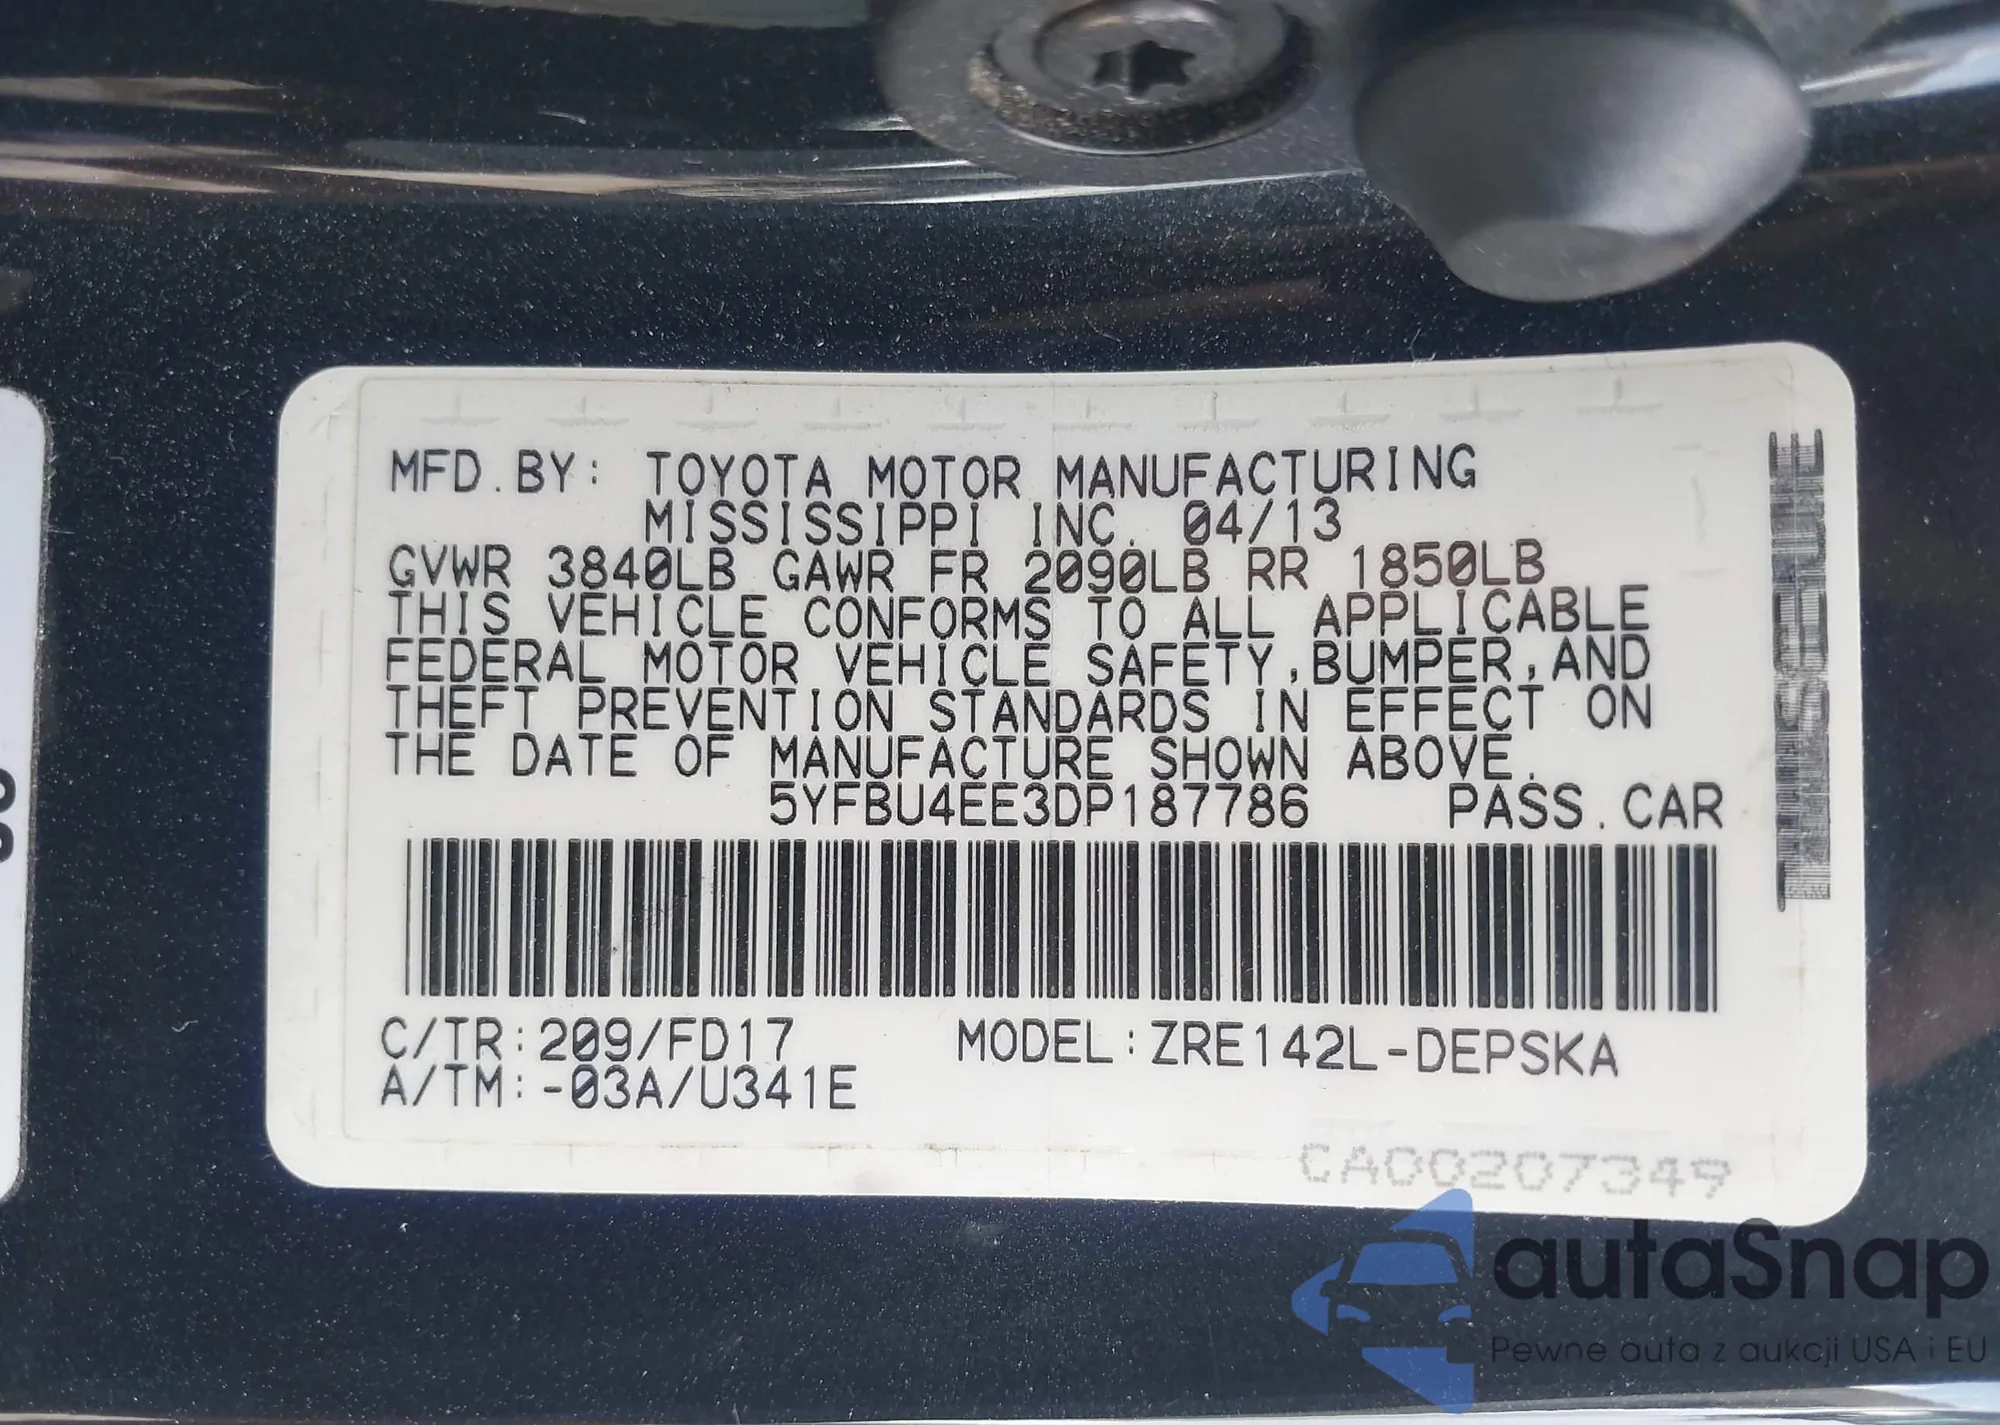 MFD.BY: TOYOTA MOTOR MANUFACTURING
MISSISSIPPI INC. 04/13
GVWR 3840LB GAWR FR 2090LB RR 1850LB
THIS VEHICLE CONFORMS TO ALL APPLICABLE
FEDERAL MOTOR VEHICLE SAFETY,BUMPER,AND
THEFT PREVENTION STANDARDS IN EFFECT ON
THE DATE OF MANUFACTURE SHOWN ABOVE.
5YFBU4EE3DP187786 PASS.CAR
C/TR:209/FD17 MODEL:ZRE142L-DEPSKA
A/TM:-03A/U341E
CA00207349
autaSnap
Pewne auta z aukcji USA i EU